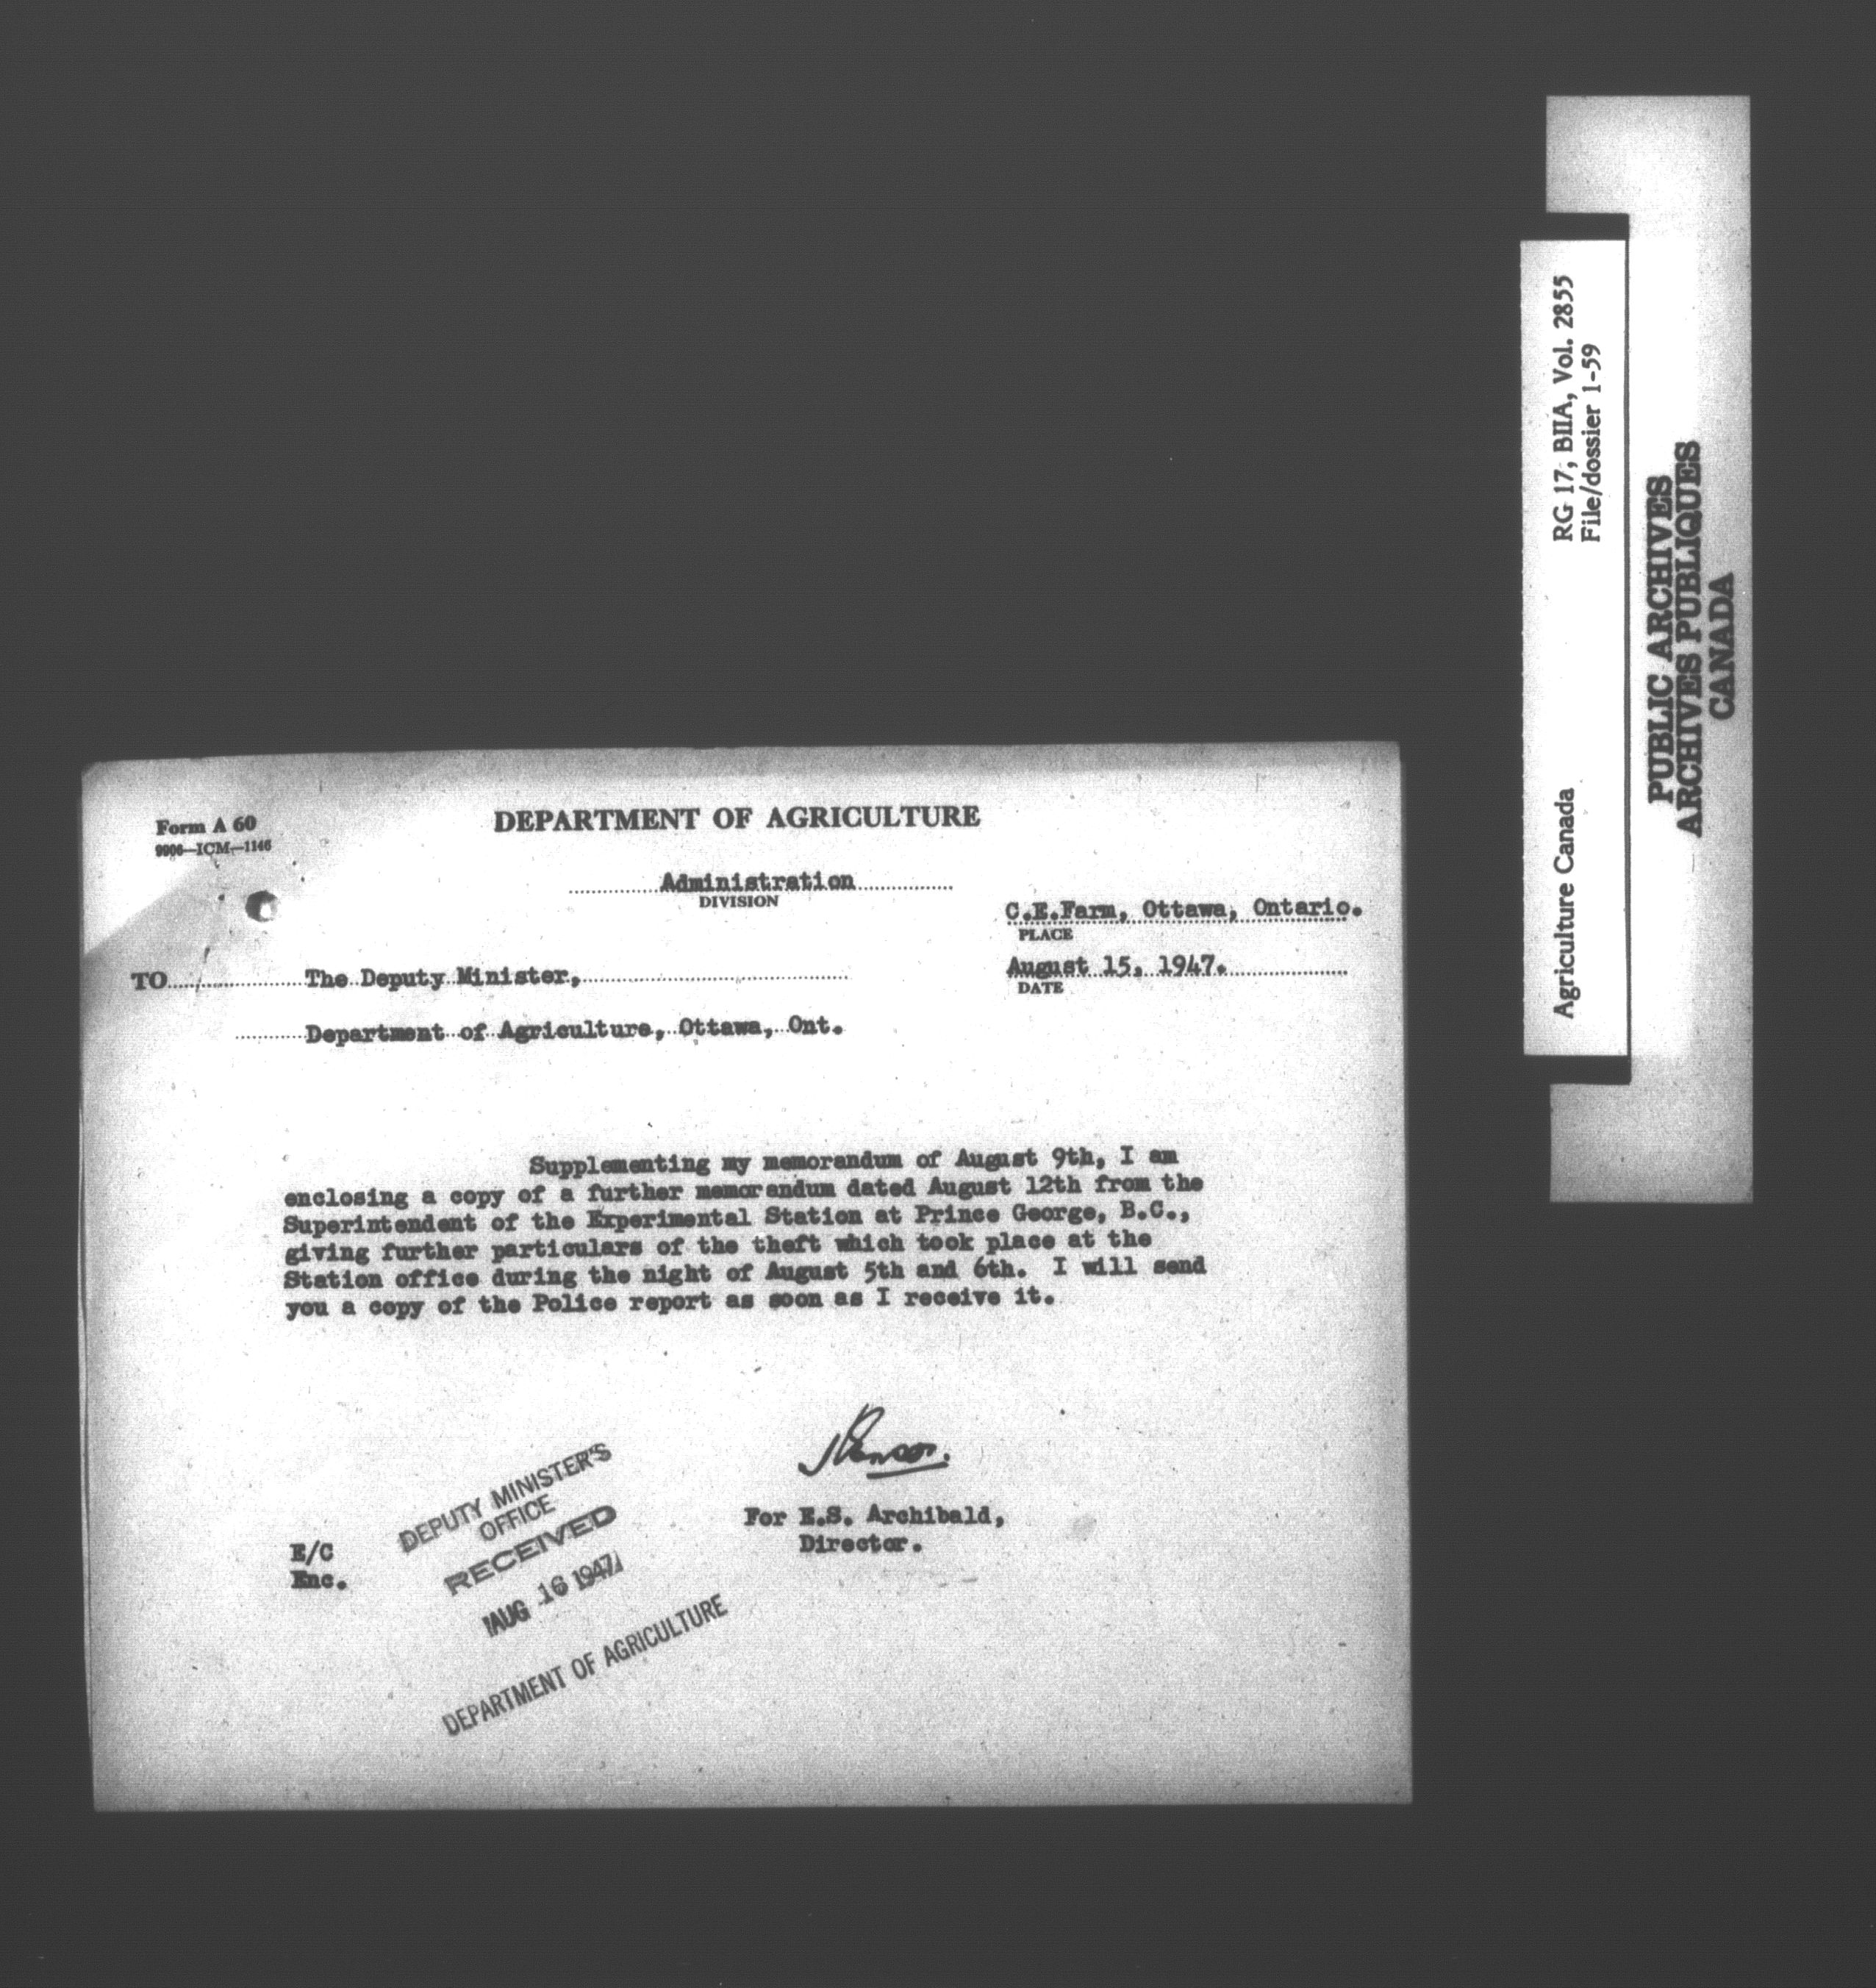 Form A 60
9906—ICM—1146
DEPARTMENT OF AGRICULTURE
Administration
DIVISION
C.E.Farm, Ottawa, Ontario.
PLACE
August 15, 1947.
DATE
TO The Deputy Minister,
Department of Agriculture, Ottawa, Ont.
Supplementing my memorandum of August 9th, I am
enclosing a copy of a further memorandum dated August 12th from the
Superintendent of the Experimental Station at Prince George, B.C.,
giving further particulars of the theft which took place at the
Station office during the night of August 5th and 6th. I will send
you a copy of the Police report as soon as I receive it.
For E.S. Archibald,
Director.
E/C
Enc.
DEPUTY MINISTER'S
OFFICE
RECEIVED
AUG 16 1947
DEPARTMENT OF AGRICULTURE
Agriculture Canada
RG 17, BIIA, Vol. 2855
File/dossier 1-59
PUBLIC ARCHIVES
ARCHIVES PUBLIQUES
CANADA